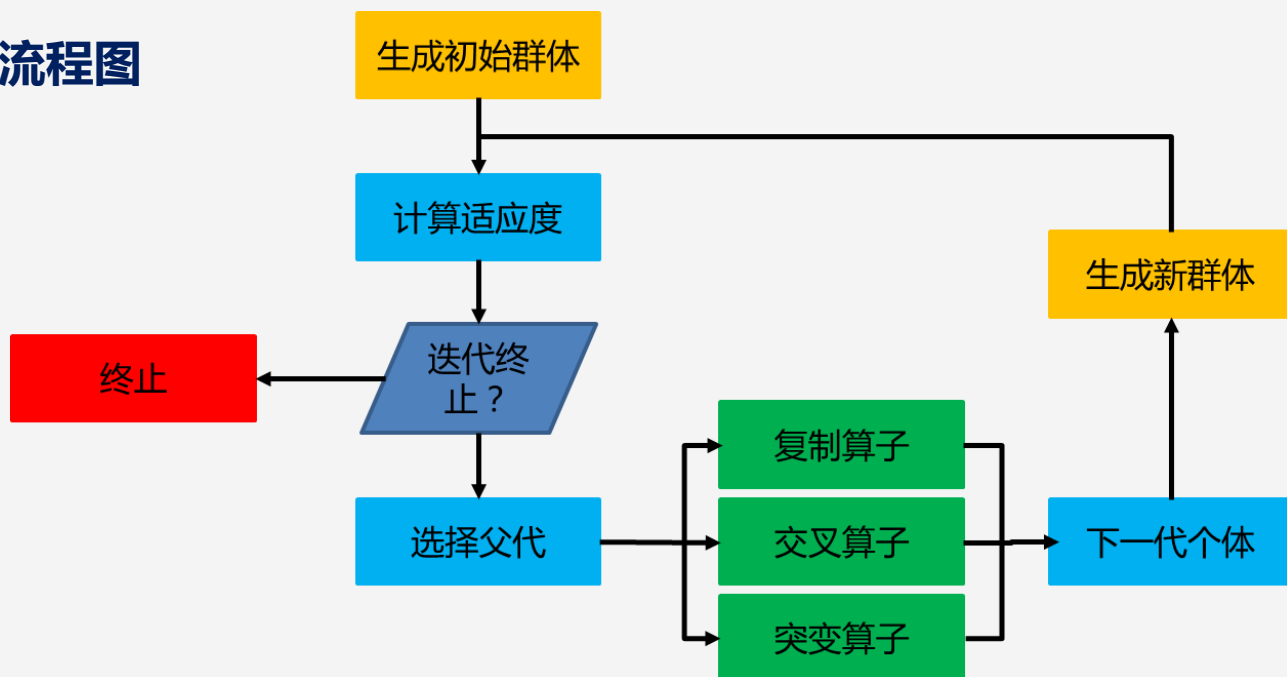 流程图
生成初始群体
计算适应度
生成新群体
迭代终
止？
终止
复制算子
选择父代
交叉算子
下一代个体
突变算子